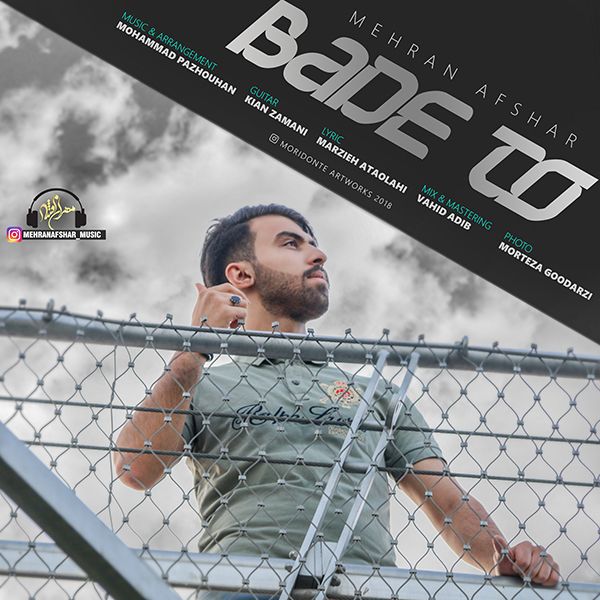 MEHRAN AFSHAR
BADE TO
MUSIC & ARRANGEMENT
MOHAMMAD PAZHOUHAN
GUITAR
KIAN ZAMANI
LYRIC
MARZIEH ATAOLAHI
MIX & MASTERING
VAHID ADIB
PHOTO
MORTEZA GOODARZI
MORIDONTE ARTWORKS 2018
MEHRANAFSHAR_MUSIC